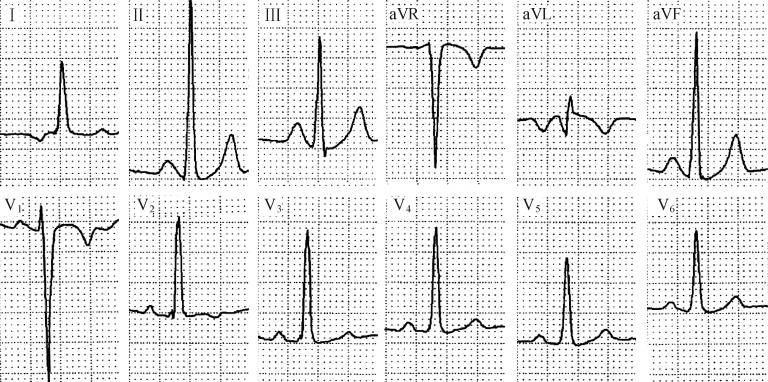 I II III aVR aVL aVF
V₁ V₂ V₃ V₄ V₅ V₆